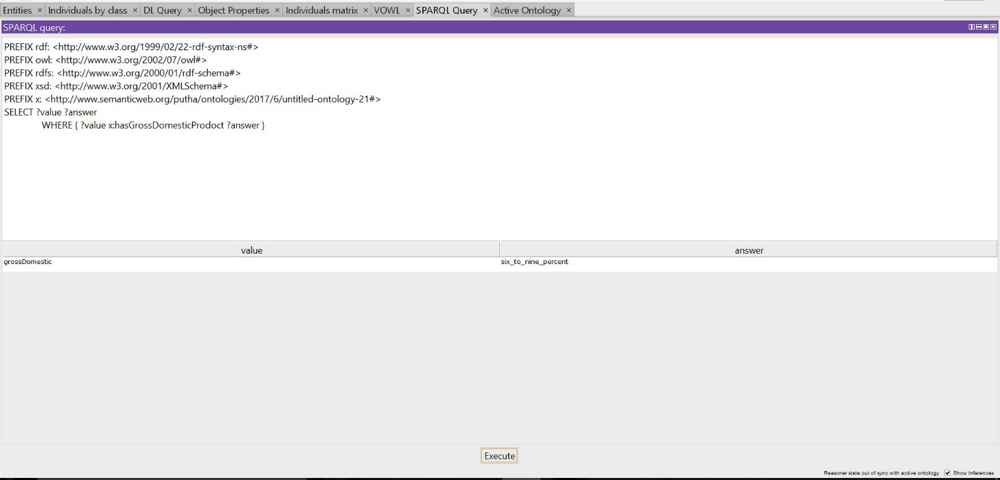 Entities × Individuals by class × DL Query × Object Properties × Individuals matrix × VOWL × SPARQL Query × Active Ontology ×
SPARQL query:
PREFIX rdf: <http://www.w3.org/1999/02/22-rdf-syntax-ns#>
PREFIX owl: <http://www.w3.org/2002/07/owl#>
PREFIX rdfs: <http://www.w3.org/2000/01/rdf-schema#>
PREFIX xsd: <http://www.w3.org/2001/XMLSchema#>
PREFIX x: <http://www.semanticweb.org/putha/ontologies/2017/6/untitled-ontology-21#>
SELECT ?value ?answer
WHERE { ?value x:hasGrossDomesticProdoct ?answer }
value answer
grossDomestic six_to_nine_percent
Execute
Reasoner state out of sync with active ontology Show Inferences